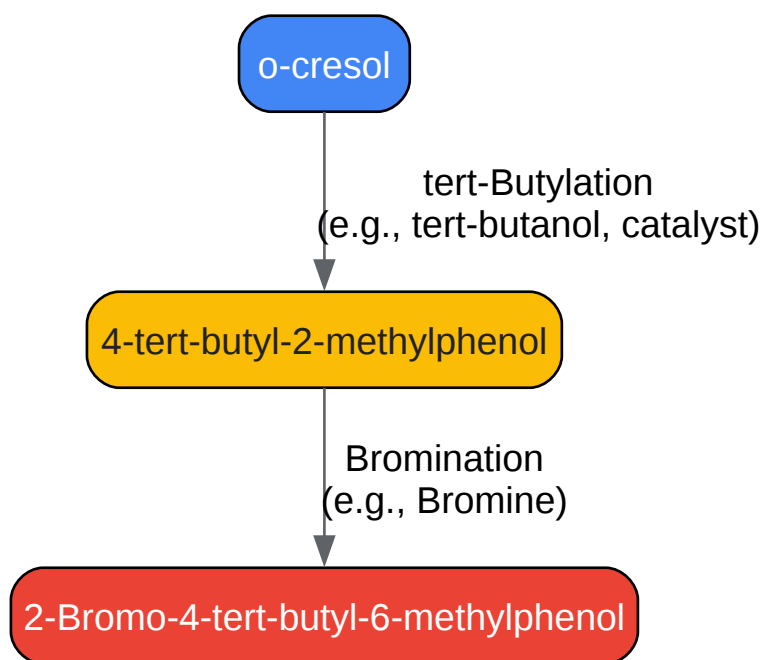 o-cresol
tert-Butylation
(e.g., tert-butanol, catalyst)
4-tert-butyl-2-methylphenol
Bromination
(e.g., Bromine)
2-Bromo-4-tert-butyl-6-methylphenol